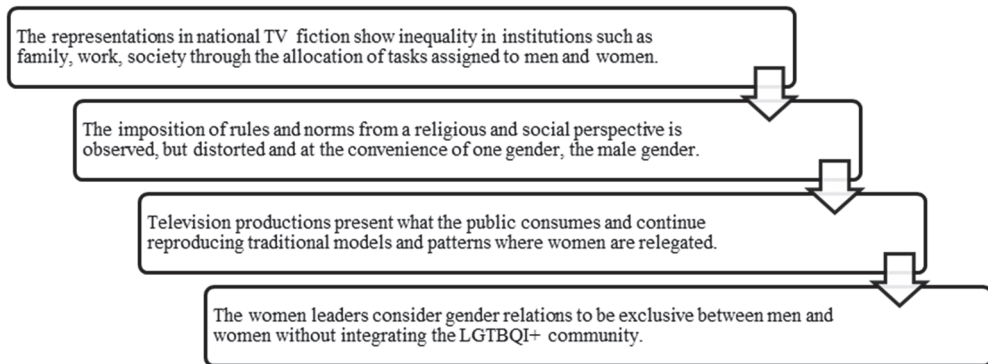 The representations in national TV fiction show inequality in institutions such as
family, work, society through the allocation of tasks assigned to men and women.
The imposition of rules and norms from a religious and social perspective is
observed, but distorted and at the convenience of one gender, the male gender.
Television productions present what the public consumes and continue
reproducing traditional models and patterns where women are relegated.
The women leaders consider gender relations to be exclusive between men and
women without integrating the LGTBQI+ community.